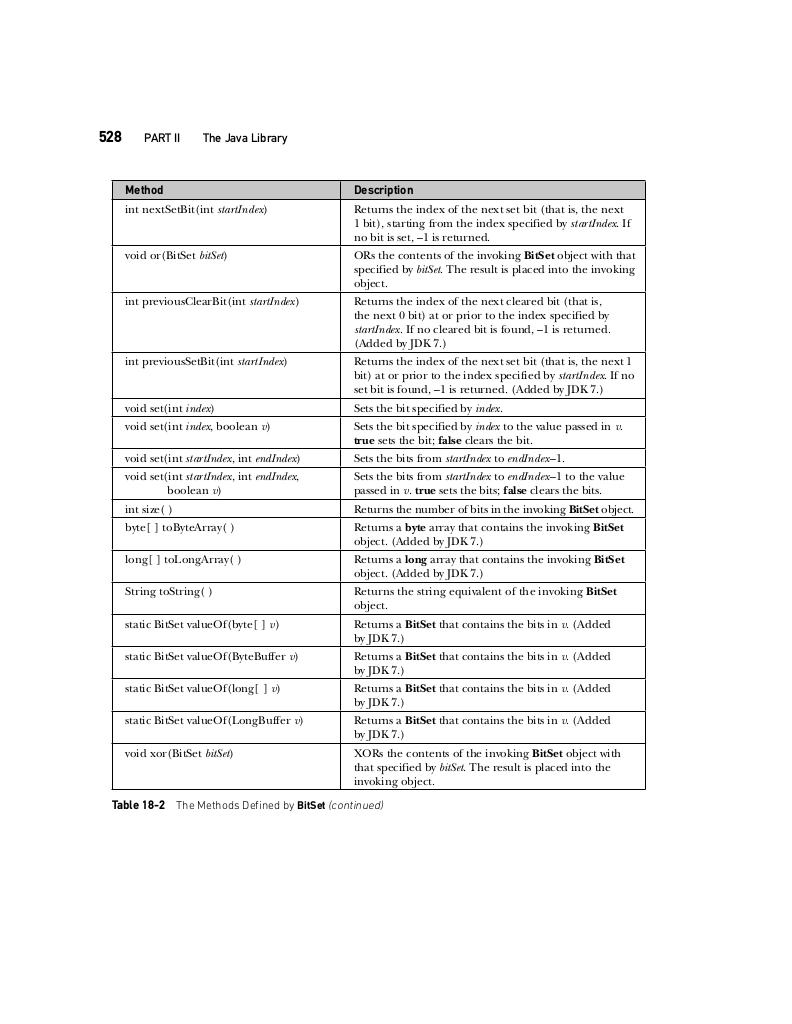 528 PART II The Java Library
Method Description
int nextSetBit(int startIndex) Returns the index of the next set bit (that is, the next
1 bit), starting from the index specified by startIndex. If
no bit is set, –1 is returned.
void or(BitSet bitSet) ORs the contents of the invoking BitSet object with that
specified by bitSet. The result is placed into the invoking
object.
int previousClearBit(int startIndex) Returns the index of the next cleared bit (that is,
the next 0 bit) at or prior to the index specified by
startIndex. If no cleared bit is found, –1 is returned.
(Added by JDK 7.)
int previousSetBit(int startIndex) Returns the index of the next set bit (that is, the next 1
bit) at or prior to the index specified by startIndex. If no
set bit is found, –1 is returned. (Added by JDK 7.)
void set(int index) Sets the bit specified by index.
void set(int index, boolean v) Sets the bit specified by index to the value passed in v.
true sets the bit; false clears the bit.
void set(int startIndex, int endIndex) Sets the bits from startIndex to endIndex–1.
void set(int startIndex, int endIndex, Sets the bits from startIndex to endIndex–1 to the value
boolean v) passed in v. true sets the bits; false clears the bits.
int size( ) Returns the number of bits in the invoking BitSet object.
byte[ ] toByteArray( ) Returns a byte array that contains the invoking BitSet
object. (Added by JDK 7.)
long[ ] toLongArray( ) Returns a long array that contains the invoking BitSet
object. (Added by JDK 7.)
String toString( ) Returns the string equivalent of the invoking BitSet
object.
static BitSet valueOf(byte[ ] v) Returns a BitSet that contains the bits in v. (Added
by JDK 7.)
static BitSet valueOf(ByteBuffer v) Returns a BitSet that contains the bits in v. (Added
by JDK 7.)
static BitSet valueOf(long[ ] v) Returns a BitSet that contains the bits in v. (Added
by JDK 7.)
static BitSet valueOf(LongBuffer v) Returns a BitSet that contains the bits in v. (Added
by JDK 7.)
void xor(BitSet bitSet) XORs the contents of the invoking BitSet object with
that specified by bitSet. The result is placed into the
invoking object.
Table 18-2 The Methods Defined by BitSet (continued)